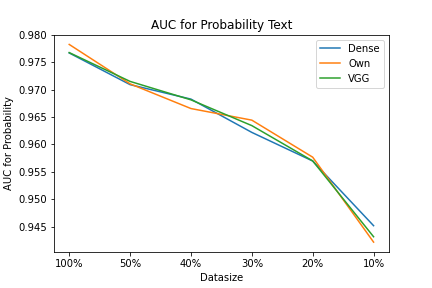 AUC for Probability Text
AUC for Probability
0.980
0.975
0.970
0.965
0.960
0.955
0.950
0.945
Dense
Own
VGG
100%
50%
40%
30%
20%
10%
Datasize